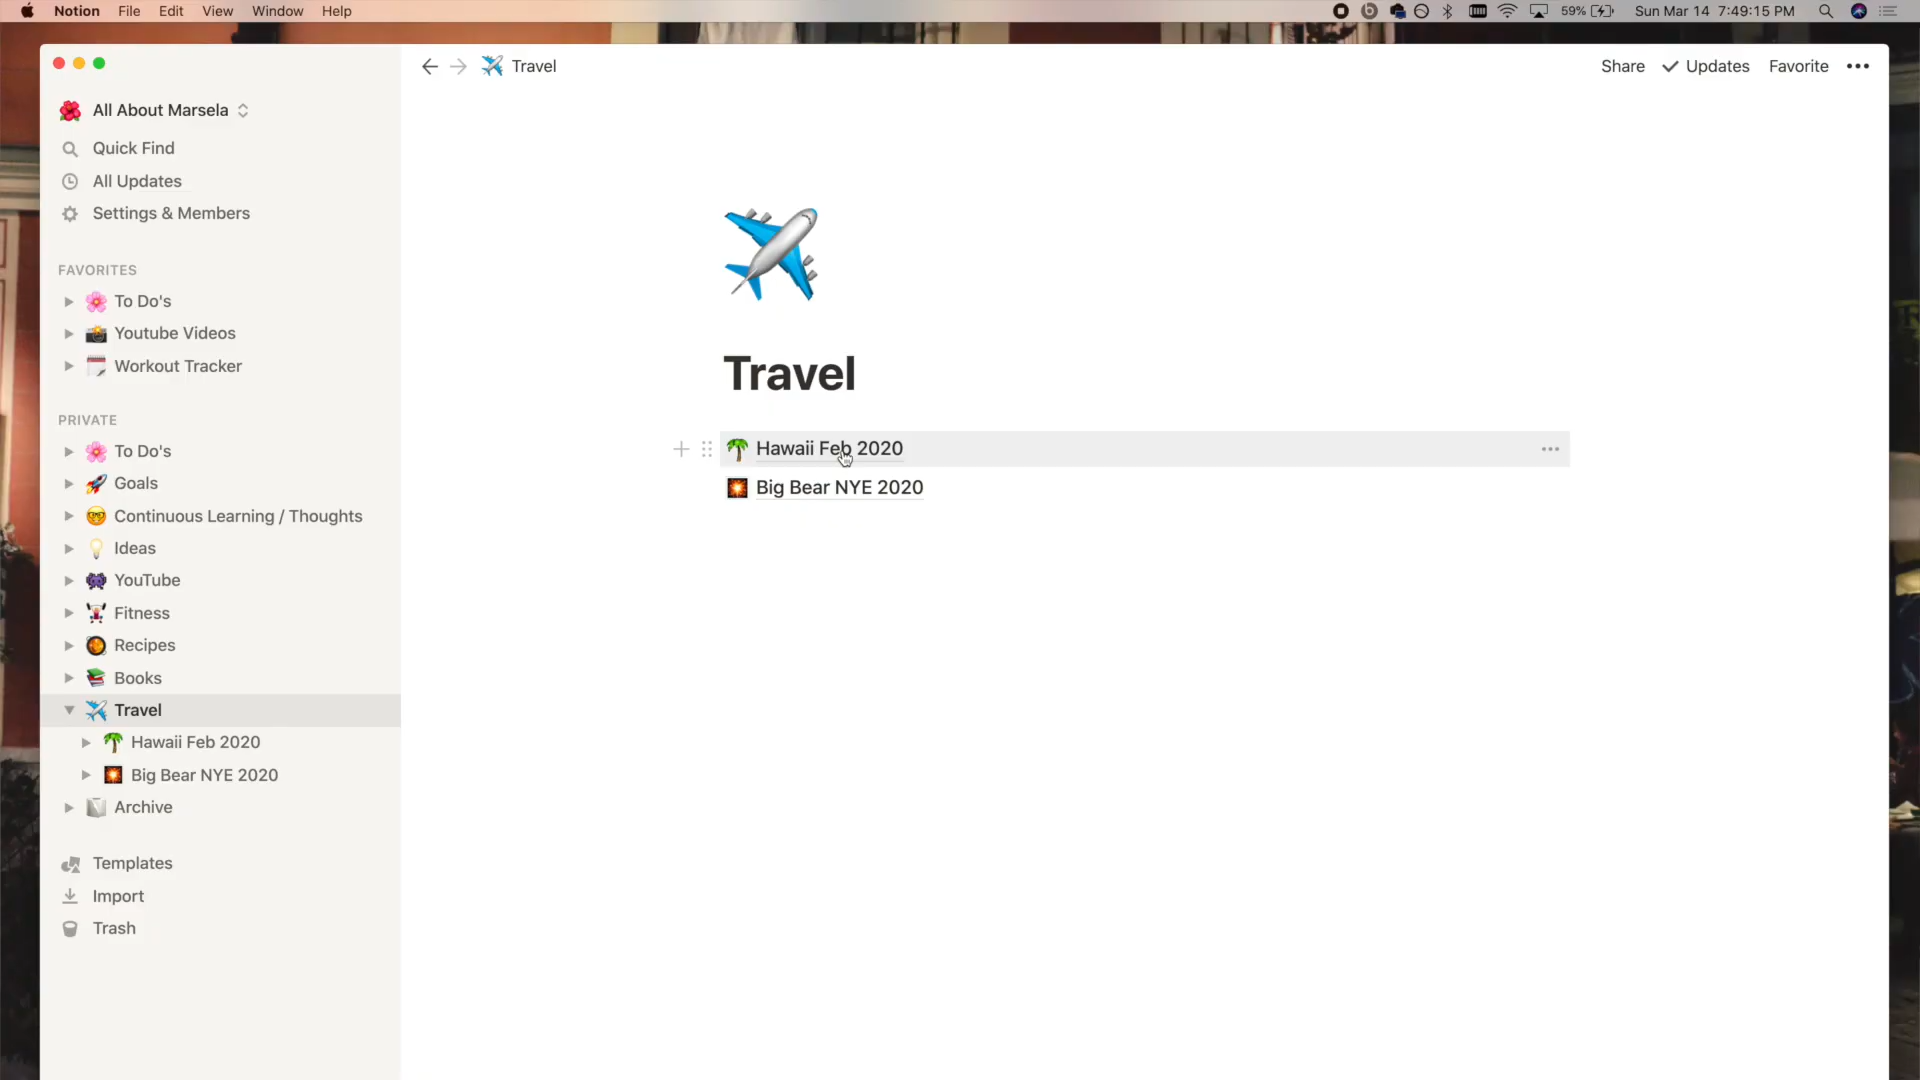 Notion File Edit View Window Help 59% Sun Mar 14 7:49:15 PM
Travel
Share Updates Favorite
All About Marsela
Quick Find
All Updates
Settings & Members
FAVORITES
To Do's
Youtube Videos
Workout Tracker
PRIVATE
To Do's
Goals
Continuous Learning / Thoughts
Ideas
YouTube
Fitness
Recipes
Books
Travel
Hawaii Feb 2020
Big Bear NYE 2020
Archive
Templates
Import
Trash
Travel
Hawaii Feb 2020
Big Bear NYE 2020